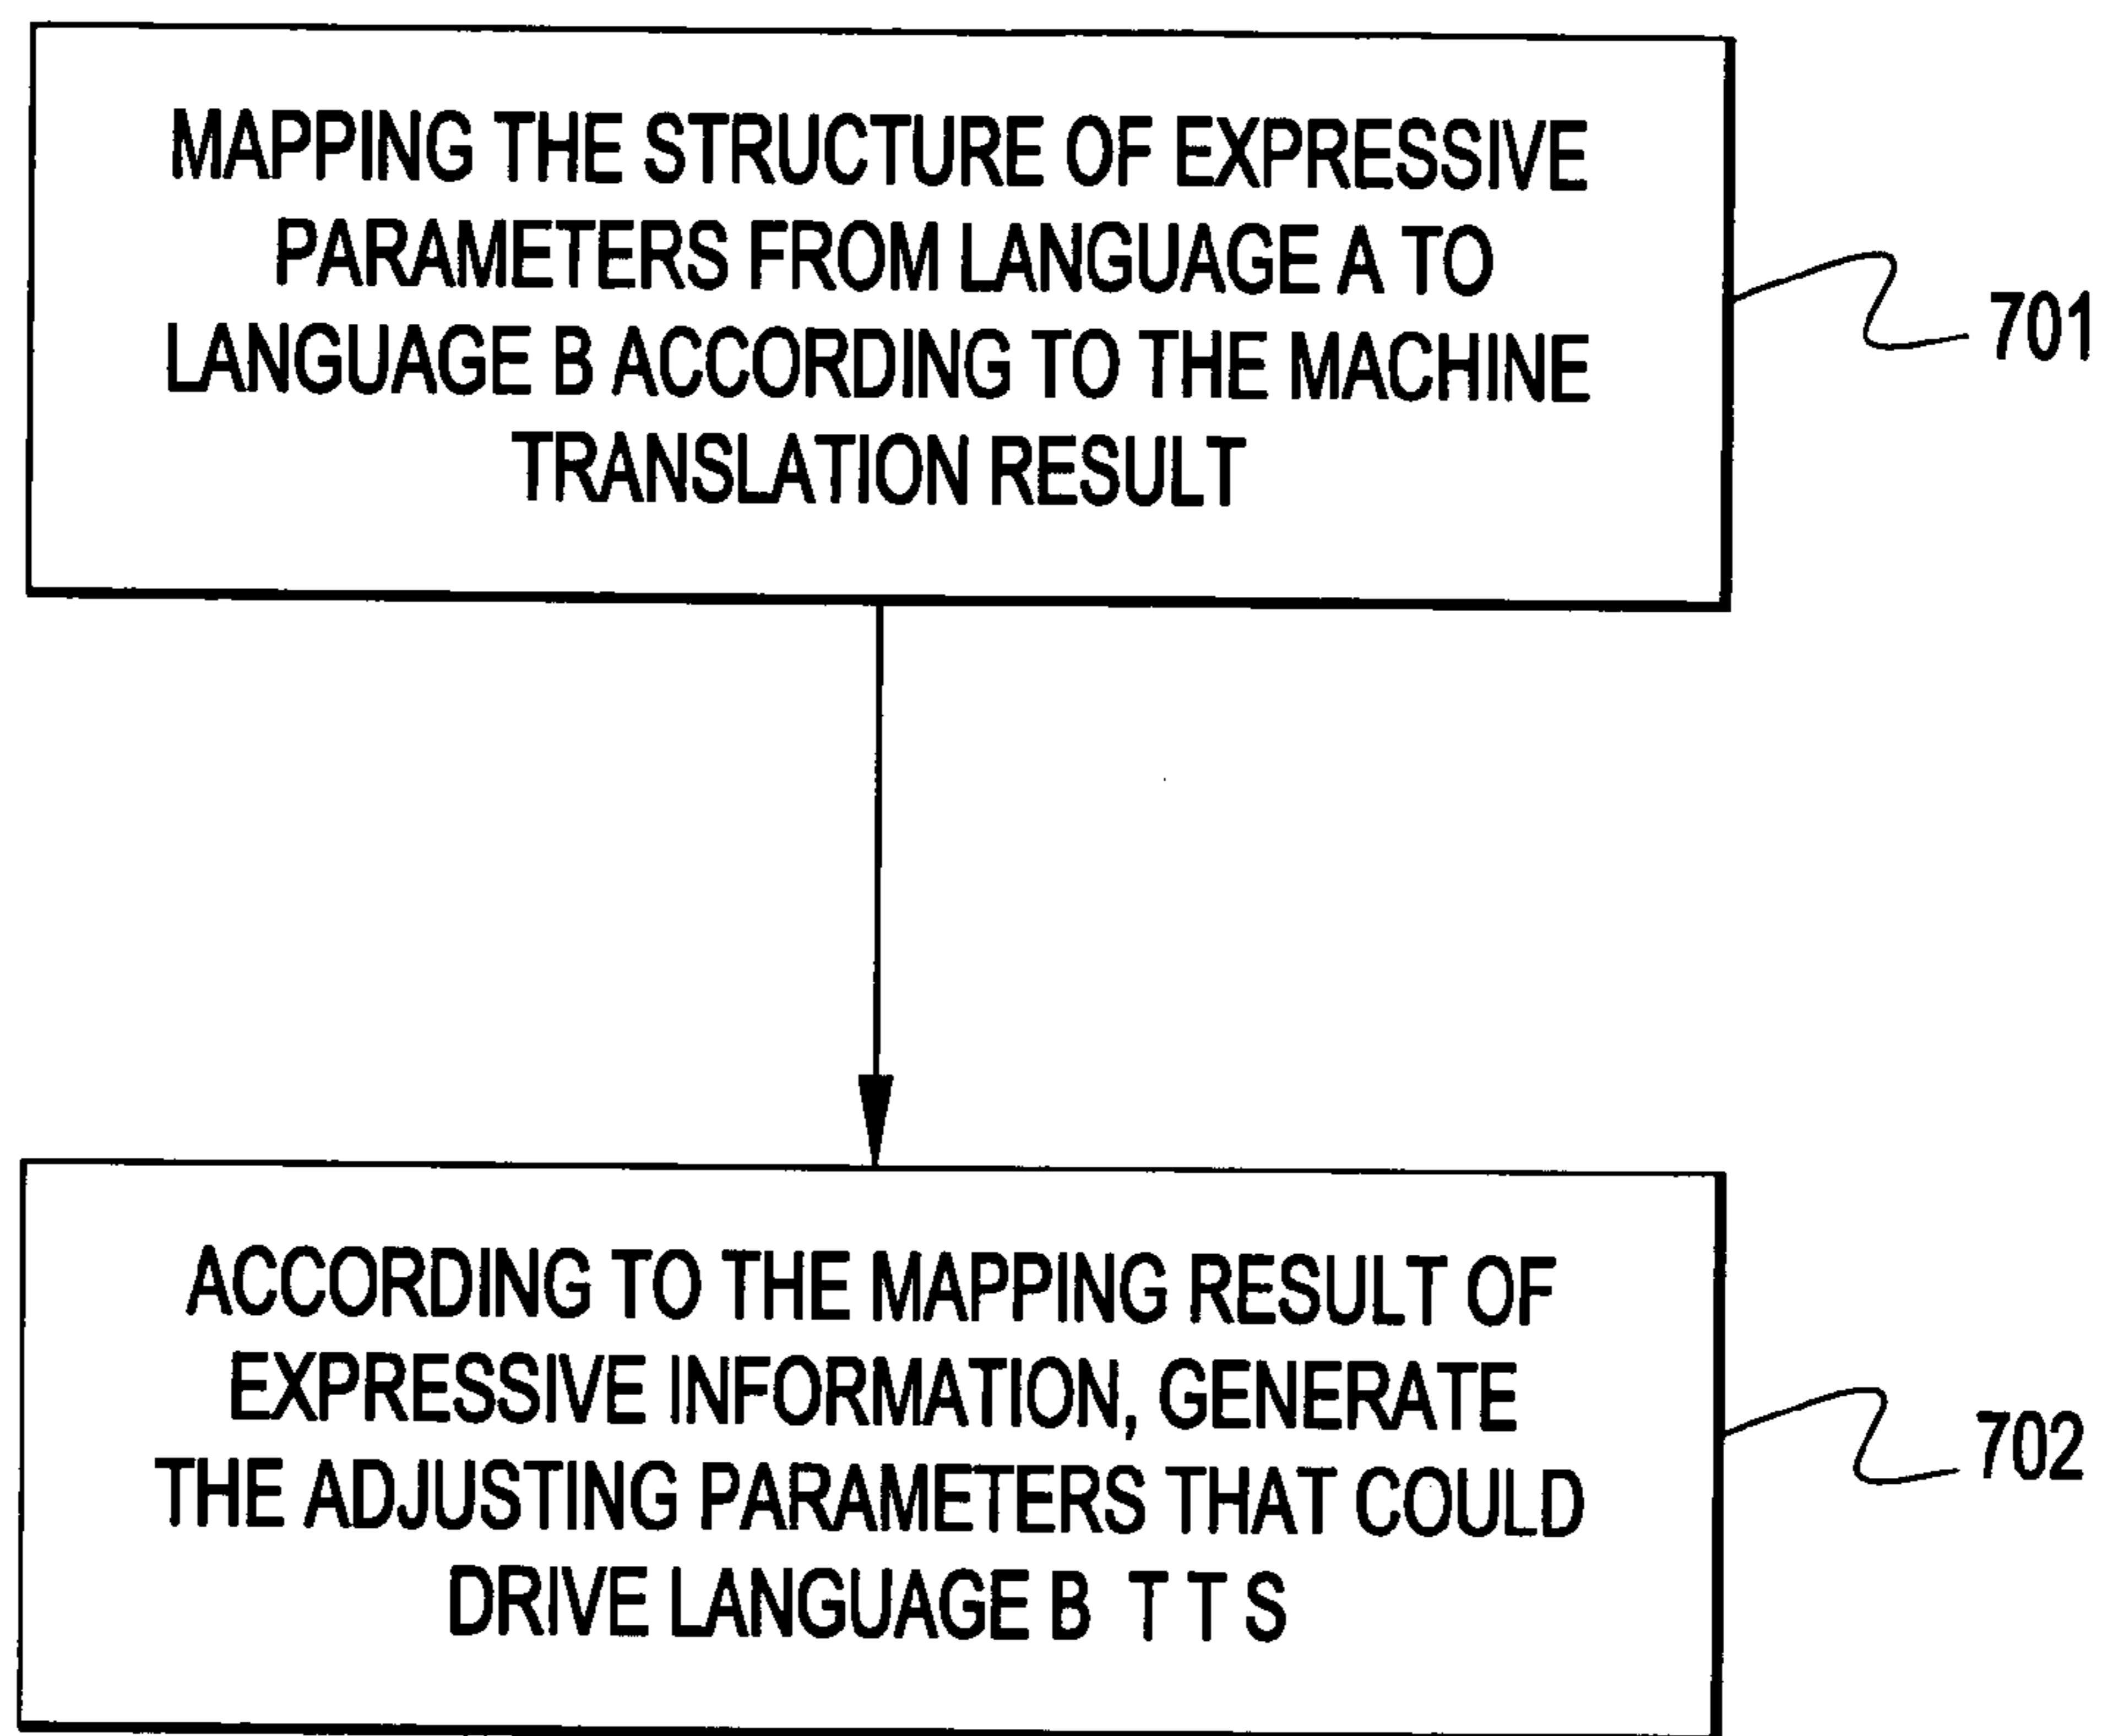 MAPPING THE STRUCTURE OF EXPRESSIVE
PARAMETERS FROM LANGUAGE A TO
LANGUAGE B ACCORDING TO THE MACHINE
TRANSLATION RESULT
701
ACCORDING TO THE MAPPING RESULT OF
EXPRESSIVE INFORMATION, GENERATE
THE ADJUSTING PARAMETERS THAT COULD
DRIVE LANGUAGE B T T S
702